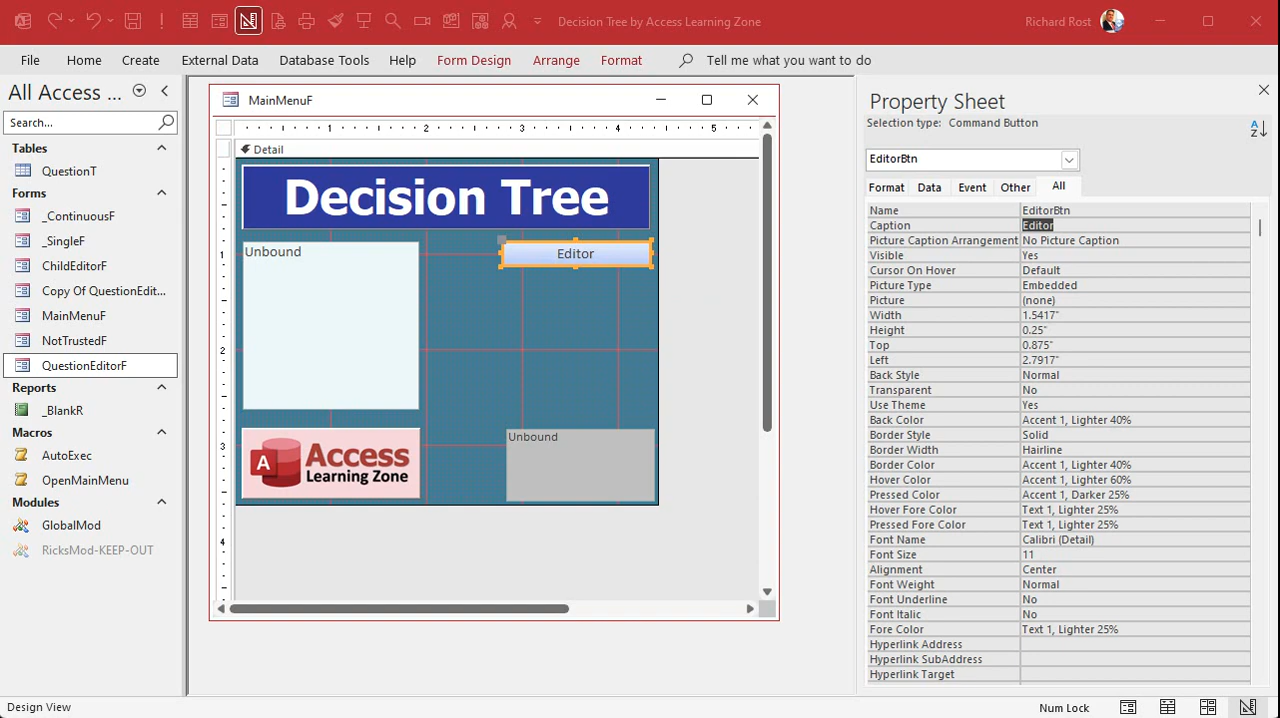 Decision Tree by Access Learning Zone
Richard Rost
File Home Create External Data Database Tools Help Form Design Arrange Format Tell me what you want to do
All Access ...
Search...
Tables
QuestionT
Forms
_ContinuousF
_SingleF
ChildEditorF
Copy Of QuestionEdit...
MainMenuF
NotTrustedF
QuestionEditorF
Reports
_BlankR
Macros
AutoExec
OpenMainMenu
Modules
GlobalMod
RicksMod-KEEP-OUT
MainMenuF
1 2 3 4 5
Detail
Decision Tree
1
2
3
4
Unbound
Editor
Access
Learning Zone
A
Unbound
Property Sheet
Selection type: Command Button
A
Z
EditorBtn
Format Data Event Other All
Name EditorBtn
Caption Editor
Picture Caption Arrangement No Picture Caption
Visible Yes
Cursor On Hover Default
Picture Type Embedded
Picture (none)
Width 1.5417"
Height 0.25"
Top 0.875"
Left 2.7917"
Back Style Normal
Transparent No
Use Theme Yes
Back Color Accent 1, Lighter 40%
Border Style Solid
Border Width Hairline
Border Color Accent 1, Lighter 40%
Hover Color Accent 1, Lighter 60%
Pressed Color Accent 1, Darker 25%
Hover Fore Color Text 1, Lighter 25%
Pressed Fore Color Text 1, Lighter 25%
Font Name Calibri (Detail)
Font Size 11
Alignment Center
Font Weight Normal
Font Underline No
Font Italic No
Fore Color Text 1, Lighter 25%
Hyperlink Address
Hyperlink SubAddress
Hyperlink Target
Design View
Num Lock